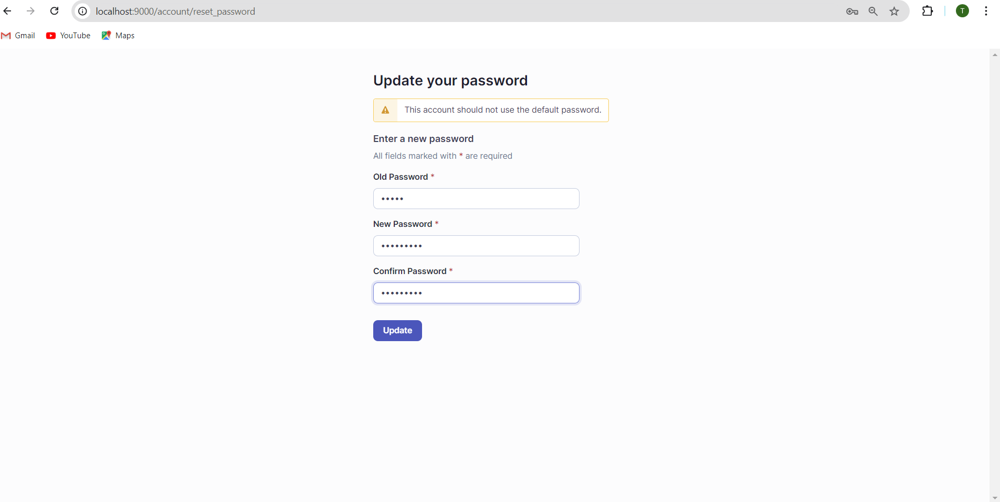 localhost:9000/account/reset_password
T
Gmail YouTube Maps
Update your password
This account should not use the default password.
Enter a new password
All fields marked with * are required
Old Password *
•••••
New Password *
•••••••••
Confirm Password *
•••••••••
Update